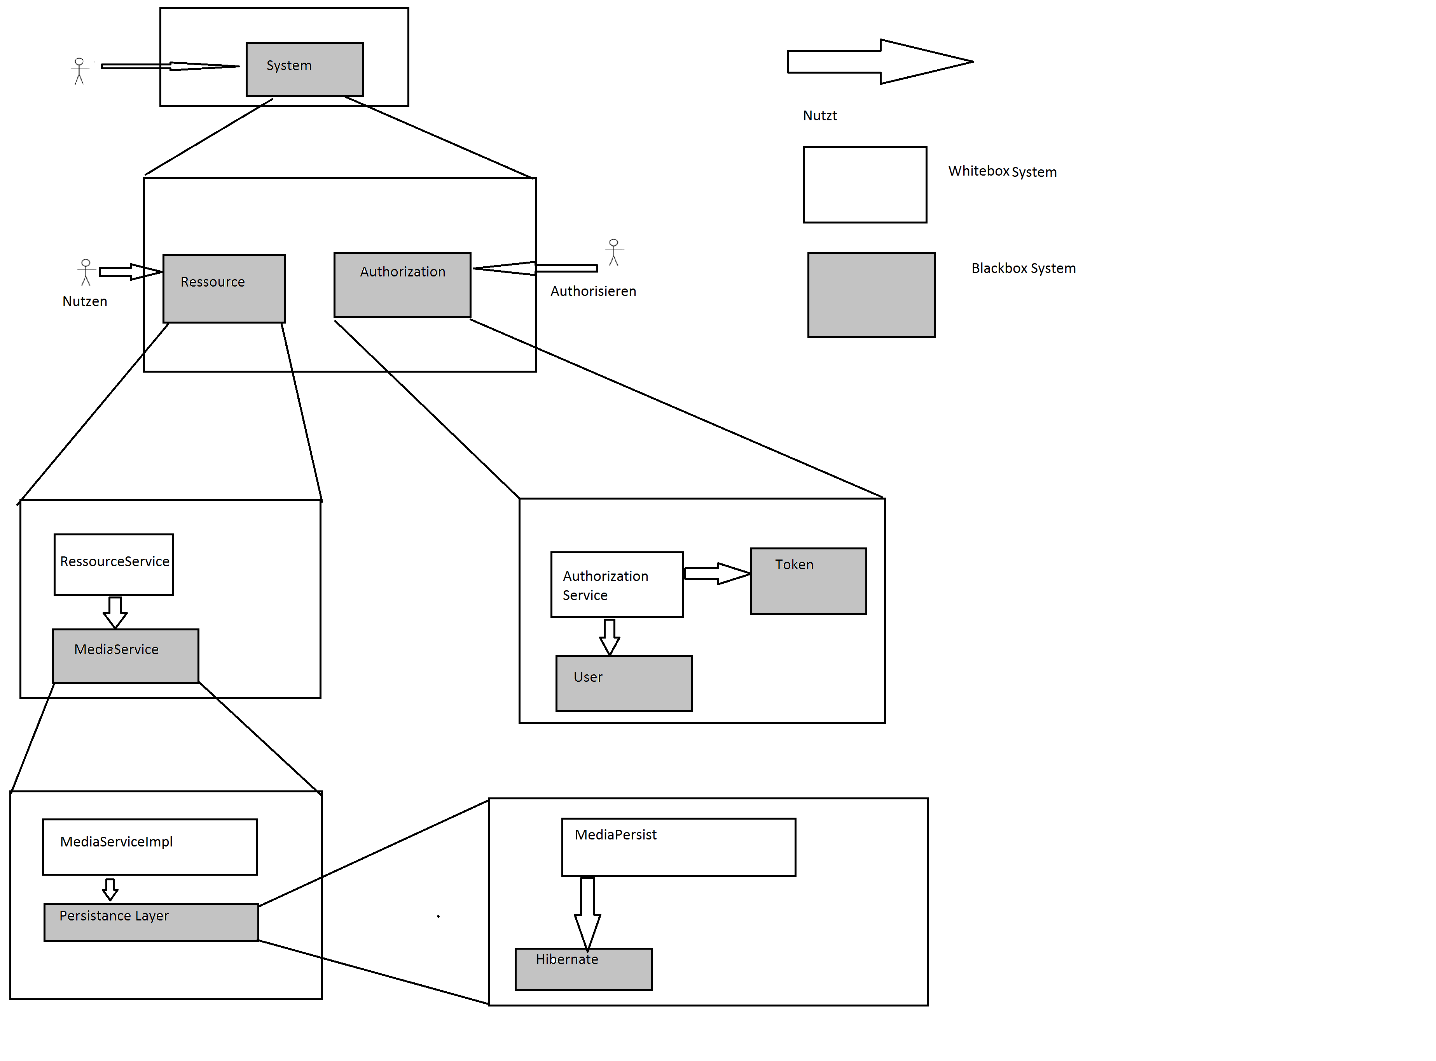 System
Nutzt
Whitebox System
Blackbox System
Ressource
Authorization
Nutzen
Authorisieren
RessourceService
MediaService
Authorization
Service
Token
User
MediaServiceImpl
Persistance Layer
MediaPersist
Hibernate